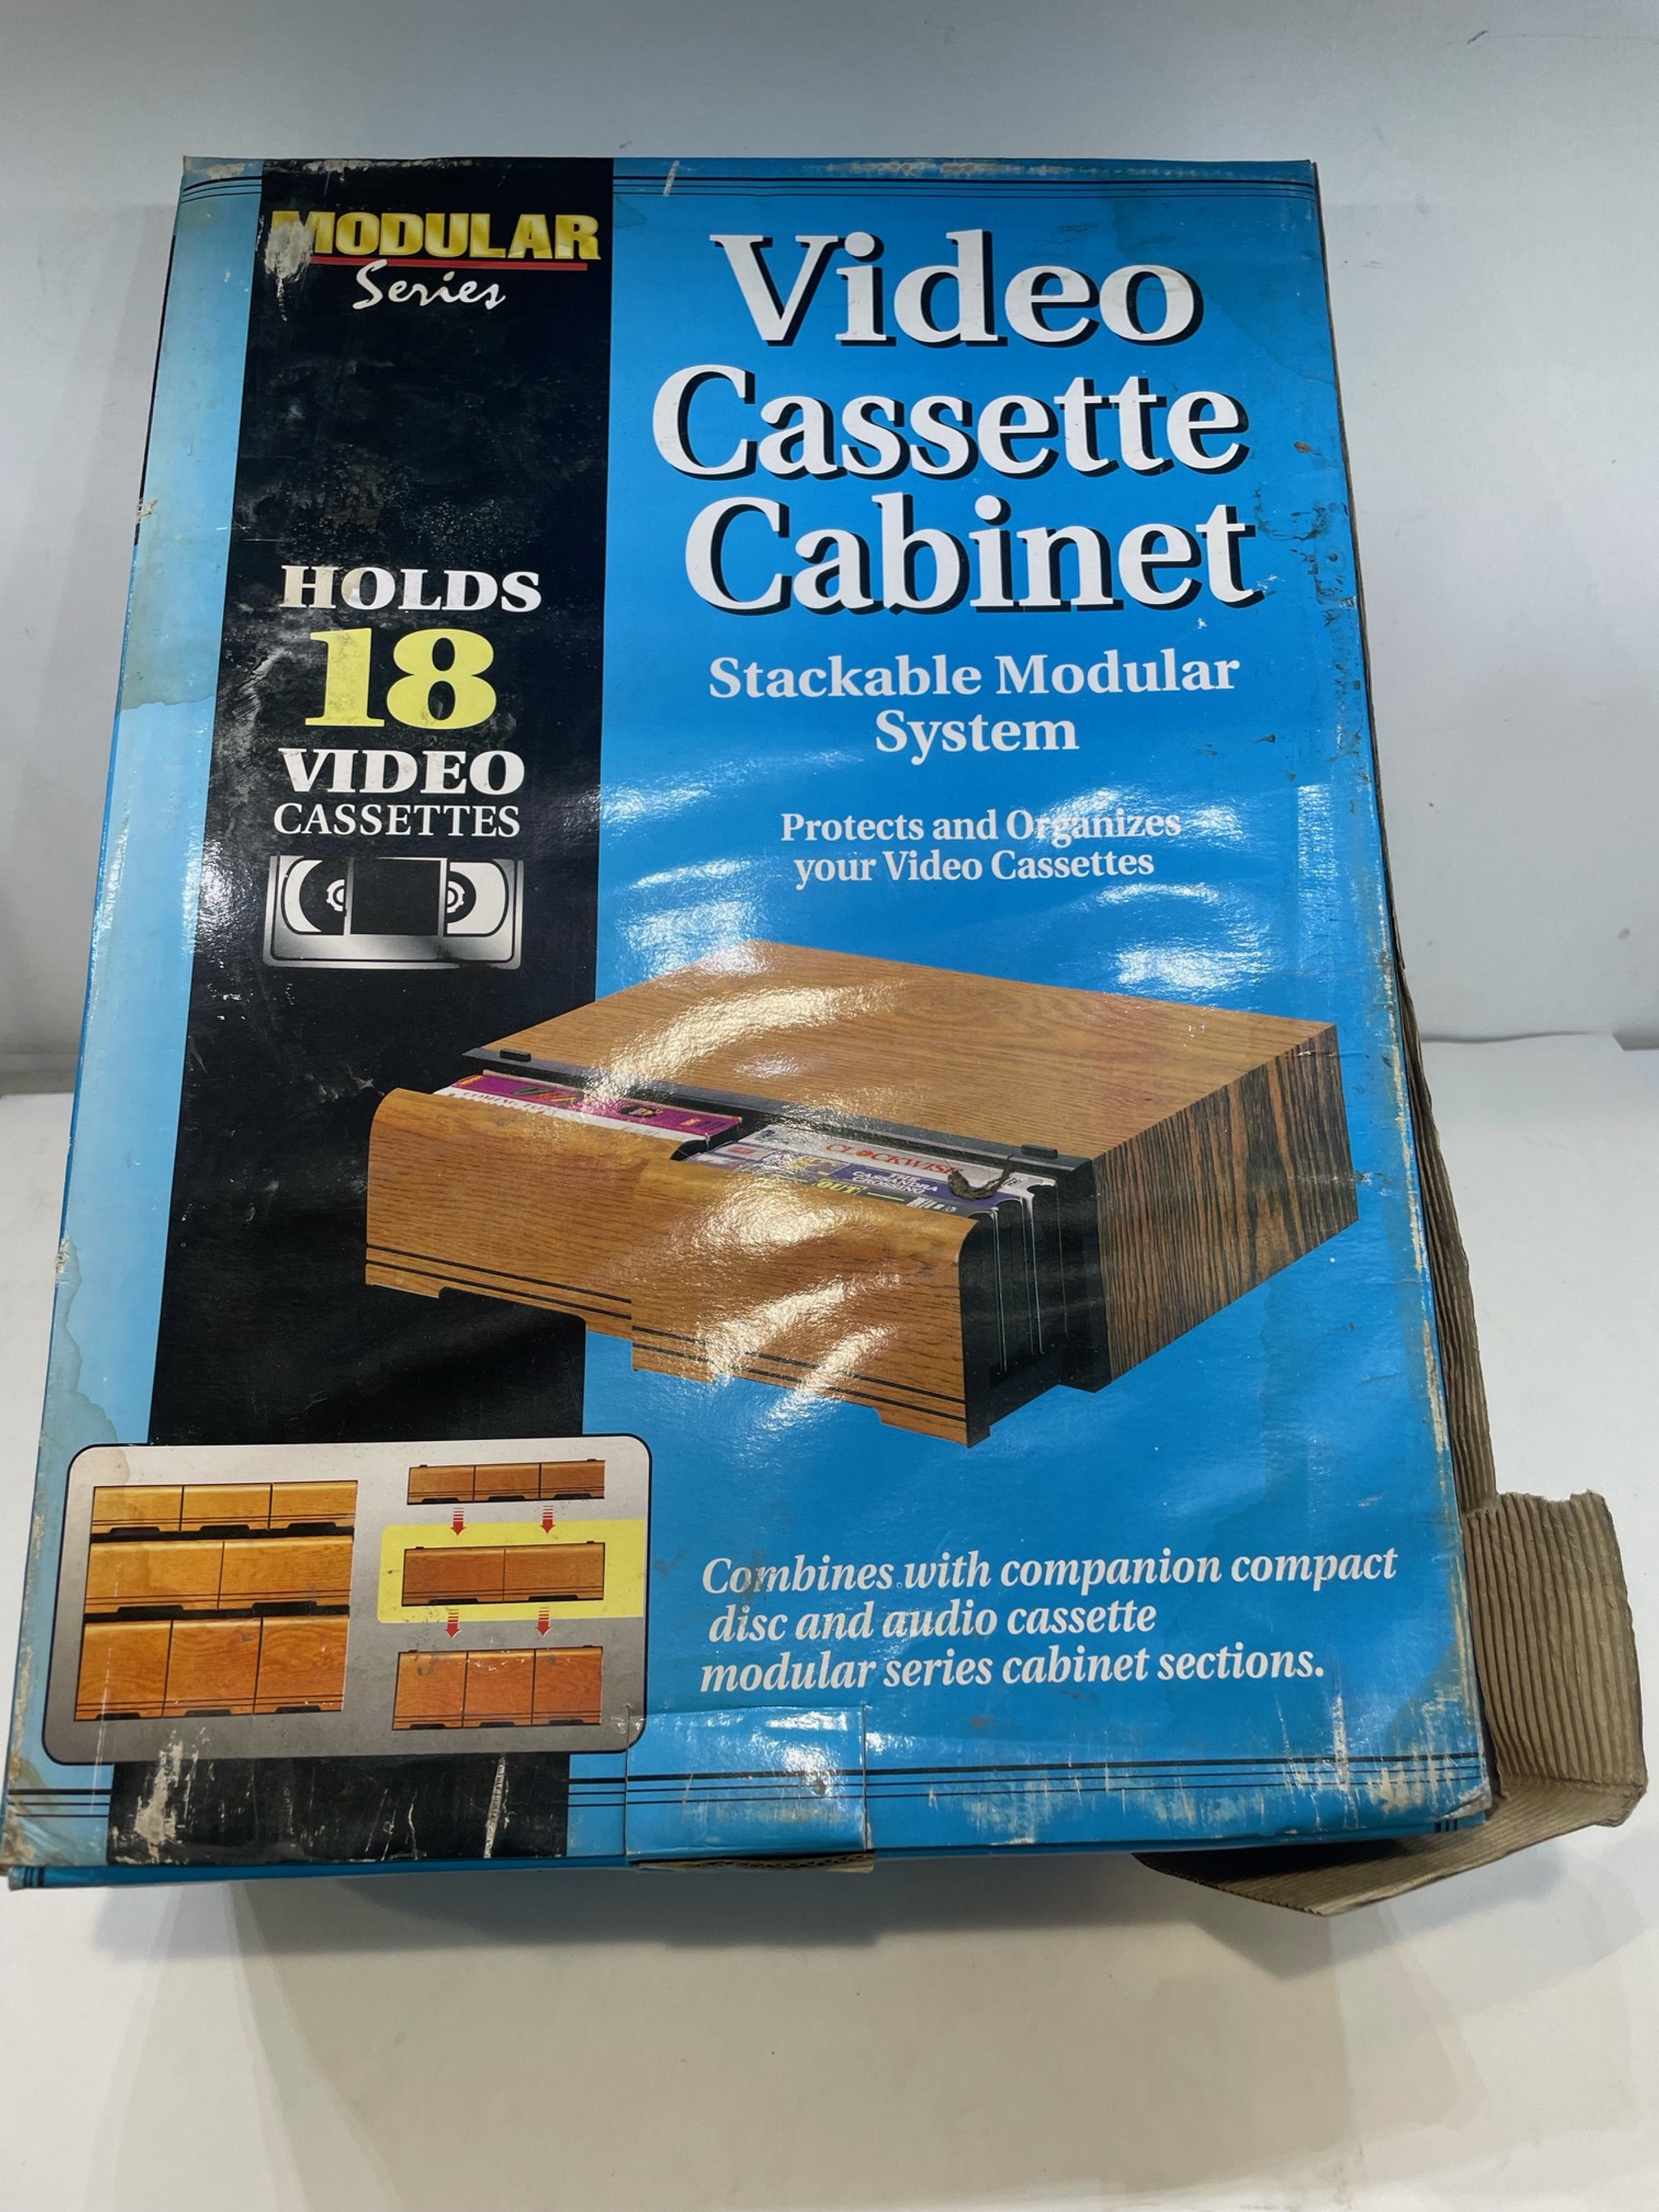 MODULAR
Series
Video
Cassette
Cabinet
HOLDS
18
VIDEO
CASSETTES
Stackable Modular
System
Protects and Organizes
your Video Cassettes
CLOCKWISE
OUT!
Combines with companion compact
disc and audio cassette
modular series cabinet sections.